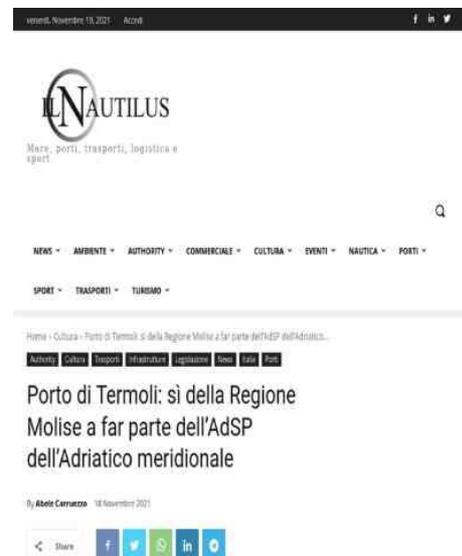 venerdì, Novembre 19, 2021 Accedi
IL NAUTILUS
Mare, porti, trasporti, logistica e
sport
NEWS AMBIENTE AUTHORITY COMMERCIALE CULTURA EVENTI NAUTICA PORTI
SPORT TRASPORTI TURISMO
Home › Cultura › Porto di Termoli: sì della Regione Molise a far parte dell'AdSP dell'Adriatico...
Authority Cultura Trasporti Infrastrutture Legislazione News Italie Porti
Porto di Termoli: sì della Regione
Molise a far parte dell'AdSP
dell'Adriatico meridionale
By Abele Carruezzo 18 Novembre 2021
Share